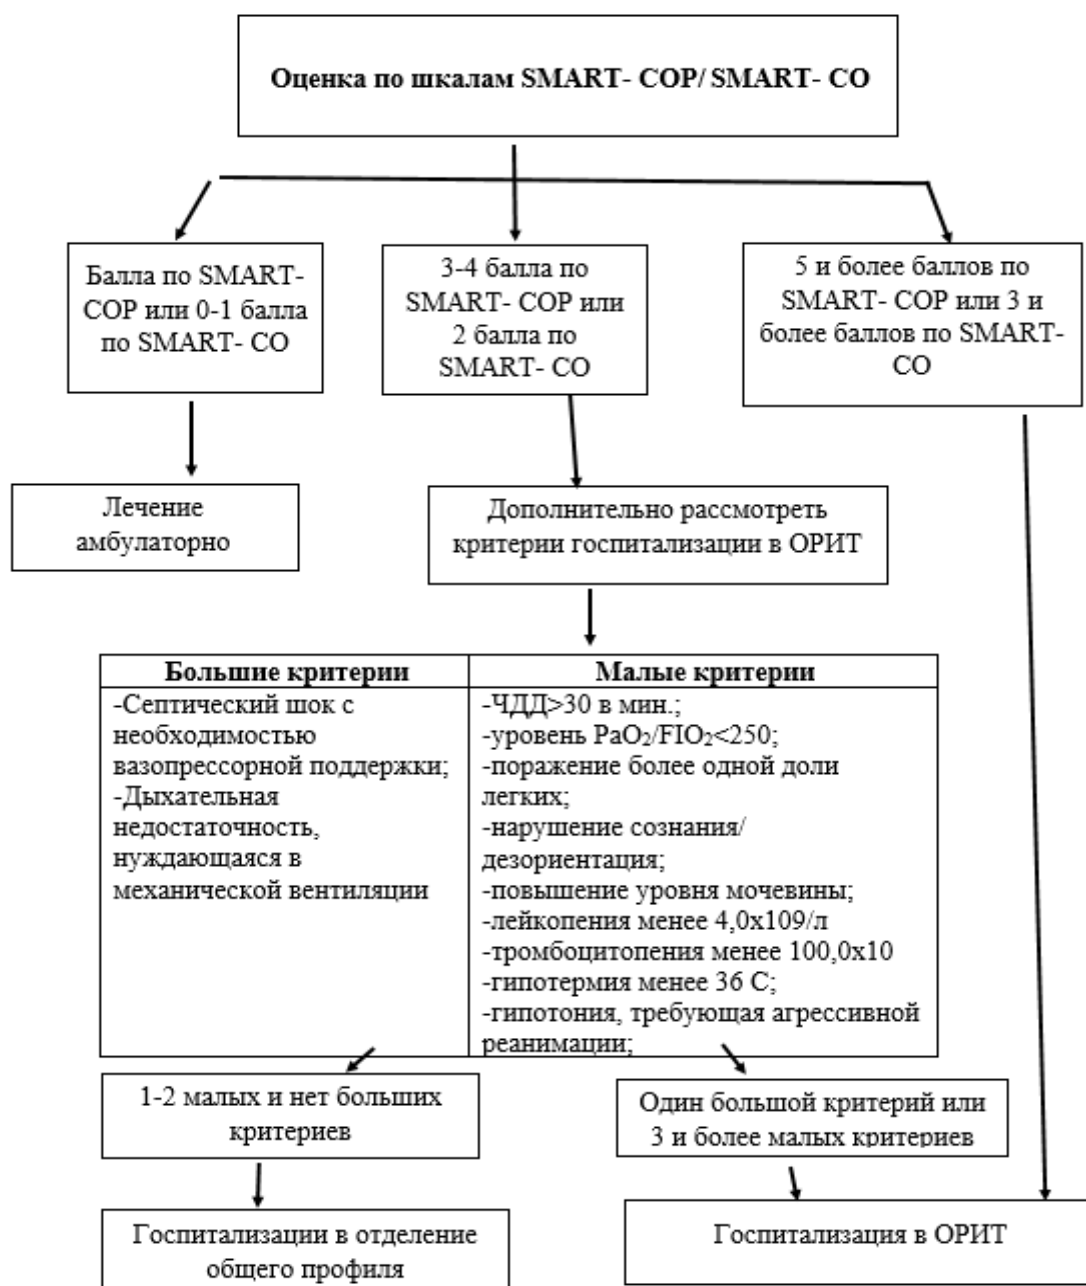 Оценка по шкалам SMART- COP/ SMART- CO
Балла по SMART-
COP или 0-1 балла
по SMART- CO
3-4 балла по
SMART- COP или
2 балла по
SMART- CO
5 и более баллов по
SMART- COP или 3 и
более баллов по SMART-
CO
Лечение
амбулаторно
Дополнительно рассмотреть
критерии госпитализации в ОРИТ
Большие критерии
-Септический шок с
необходимостью
вазопрессорной поддержки;
-Дыхательная
недостаточность,
нуждающаяся в
механической вентиляции
Малые критерии
-ЧДД>30 в мин.;
-уровень PaO₂/FIO₂<250;
-поражение более одной доли
легких;
-нарушение сознания/
дезориентация;
-повышение уровня мочевины;
-лейкопения менее 4,0х109/л
-тромбоцитопения менее 100,0х10
-гипотермия менее 36 С;
-гипотония, требующая агрессивной
реанимации;
1-2 малых и нет больших
критериев
Один большой критерий или
3 и более малых критериев
Госпитализации в отделение
общего профиля
Госпитализация в ОРИТ